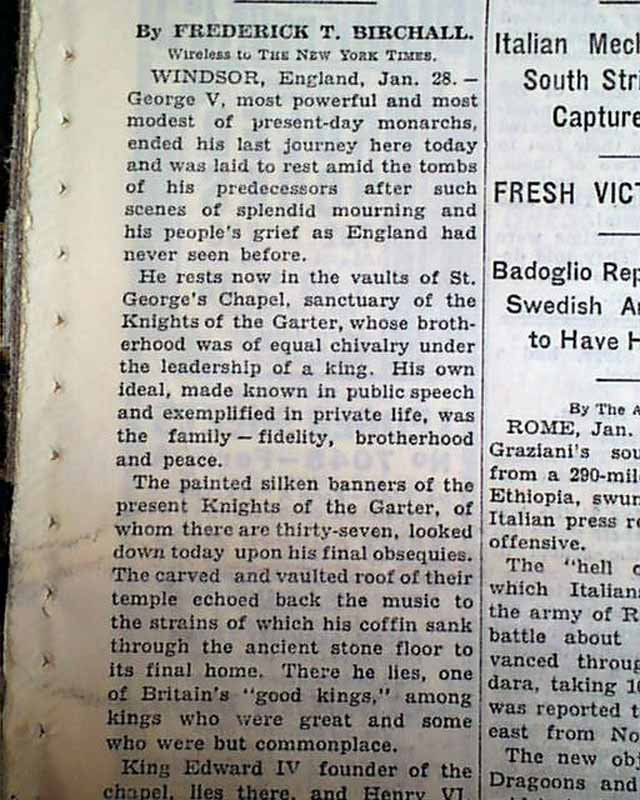 By FREDERICK T. BIRCHALL.
Wireless to THE NEW YORK TIMES.
WINDSOR, England, Jan. 28. —
George V, most powerful and most
modest of present-day monarchs,
ended his last journey here today
and was laid to rest amid the tombs
of his predecessors after such
scenes of splendid mourning and
his people's grief as England had
never seen before.
He rests now in the vaults of St.
George's Chapel, sanctuary of the
Knights of the Garter, whose broth-
erhood was of equal chivalry under
the leadership of a king. His own
ideal, made known in public speech
and exemplified in private life, was
the family — fidelity, brotherhood
and peace.
The painted silken banners of the
present Knights of the Garter, of
whom there are thirty-seven, looked
down today upon his final obsequies.
The carved and vaulted roof of their
temple echoed back the music to
the strains of which his coffin sank
through the ancient stone floor to
its final home. There he lies, one
of Britain's "good kings," among
kings who were great and some
who were but commonplace.
King Edward IV founder of the
chapel, lies there, and Henry VI,
Italian Mech
South Stri
Capture
FRESH VICT
Badoglio Rep
Swedish A
to Have H
By The A
ROME, Jan.
Graziani's sou
from a 290-mile
Ethiopia, swun
Italian press re
offensive.
The "hell
which Italians
the army of R
battle about
vanced throug
dara, taking 10
was reported t
east from No
The new obj
Dragoons and